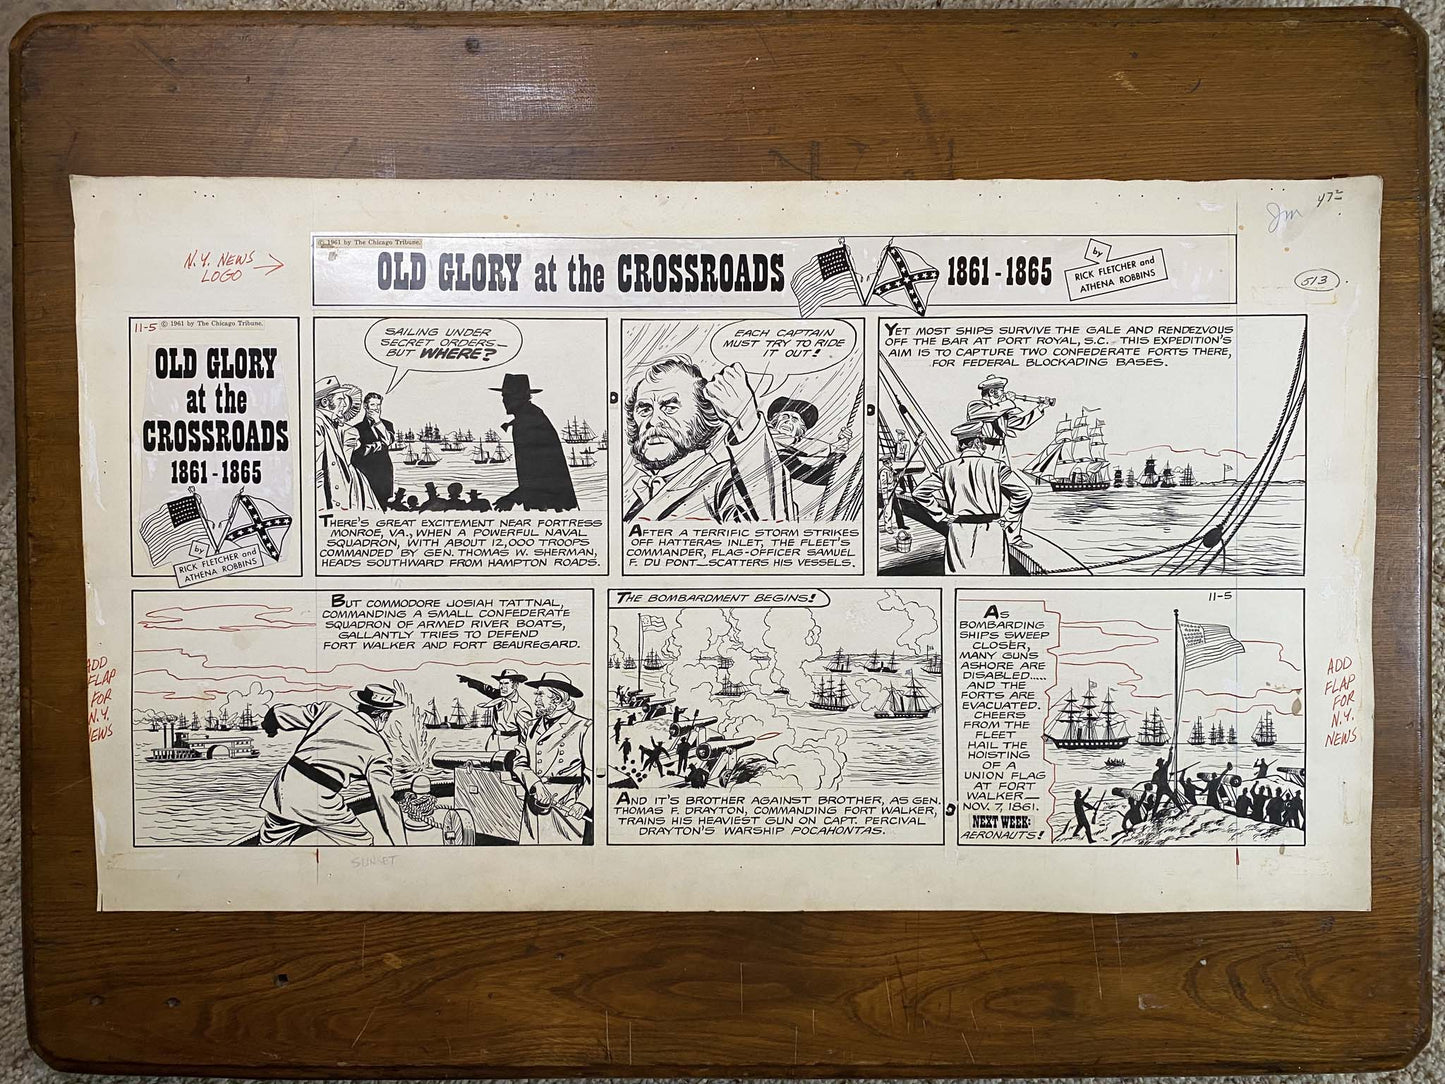 Jm
47²
N.Y. NEWS
LOGO
© 1961 by The Chicago Tribune.
OLD GLORY at the CROSSROADS
1861-1865
by
RICK FLETCHER and
ATHENA ROBBINS
513
11-5
© 1961 by The Chicago Tribune.
OLD GLORY
at the
CROSSROADS
1861-1865
by
RICK FLETCHER and
ATHENA ROBBINS
SAILING UNDER
SECRET ORDERS—
BUT WHERE?
THERE'S GREAT EXCITEMENT NEAR FORTRESS
MONROE, VA., WHEN A POWERFUL NAVAL
SQUADRON, WITH ABOUT 12,000 TROOPS
COMMANDED BY GEN. THOMAS W. SHERMAN,
HEADS SOUTHWARD FROM HAMPTON ROADS.
EACH CAPTAIN
MUST TRY TO RIDE
IT OUT!
AFTER A TERRIFIC STORM STRIKES
OFF HATTERAS INLET, THE FLEET'S
COMMANDER, FLAG-OFFICER SAMUEL
F. DU PONT—SCATTERS HIS VESSELS.
YET MOST SHIPS SURVIVE THE GALE AND RENDEZVOUS
OFF THE BAR AT PORT ROYAL, S.C. THIS EXPEDITION'S
AIM IS TO CAPTURE TWO CONFEDERATE FORTS THERE,
FOR FEDERAL BLOCKADING BASES.
ADD
FLAP
FOR
N.Y.
NEWS
BUT COMMODORE JOSIAH TATTNAL,
COMMANDING A SMALL CONFEDERATE
SQUADRON OF ARMED RIVER BOATS,
GALLANTLY TRIES TO DEFEND
FORT WALKER AND FORT BEAUREGARD.
THE BOMBARDMENT BEGINS!
AND IT'S BROTHER AGAINST BROTHER, AS GEN.
THOMAS F. DRAYTON, COMMANDING FORT WALKER,
TRAINS HIS HEAVIEST GUN ON CAPT. PERCIVAL
DRAYTON'S WARSHIP POCAHONTAS.
11-5
AS
BOMBARDING
SHIPS SWEEP
CLOSER,
MANY GUNS
ASHORE ARE
DISABLED.....
AND THE
FORTS ARE
EVACUATED.
CHEERS
FROM THE
FLEET
HAIL THE
HOISTING
OF A
UNION FLAG
AT FORT
WALKER—
NOV. 7, 1861.
NEXT WEEK:
AERONAUTS!
ADD
FLAP
FOR
N.Y.
NEWS
SUNSET